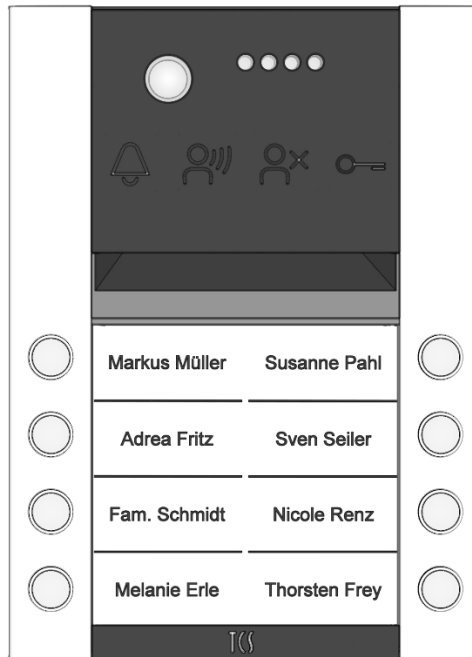 Markus Müller Susanne Pahl
Adrea Fritz Sven Seiler
Fam. Schmidt Nicole Renz
Melanie Erle Thorsten Frey
TCS